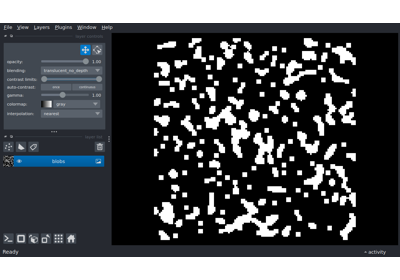 File View Layers Plugins Window Help
layer controls
opacity: 1.00
blending: translucent_no_depth
contrast limits:
auto-contrast: once continuous
gamma: 1.00
colormap: gray
interpolation: nearest
layer list
blobs
Ready
activity